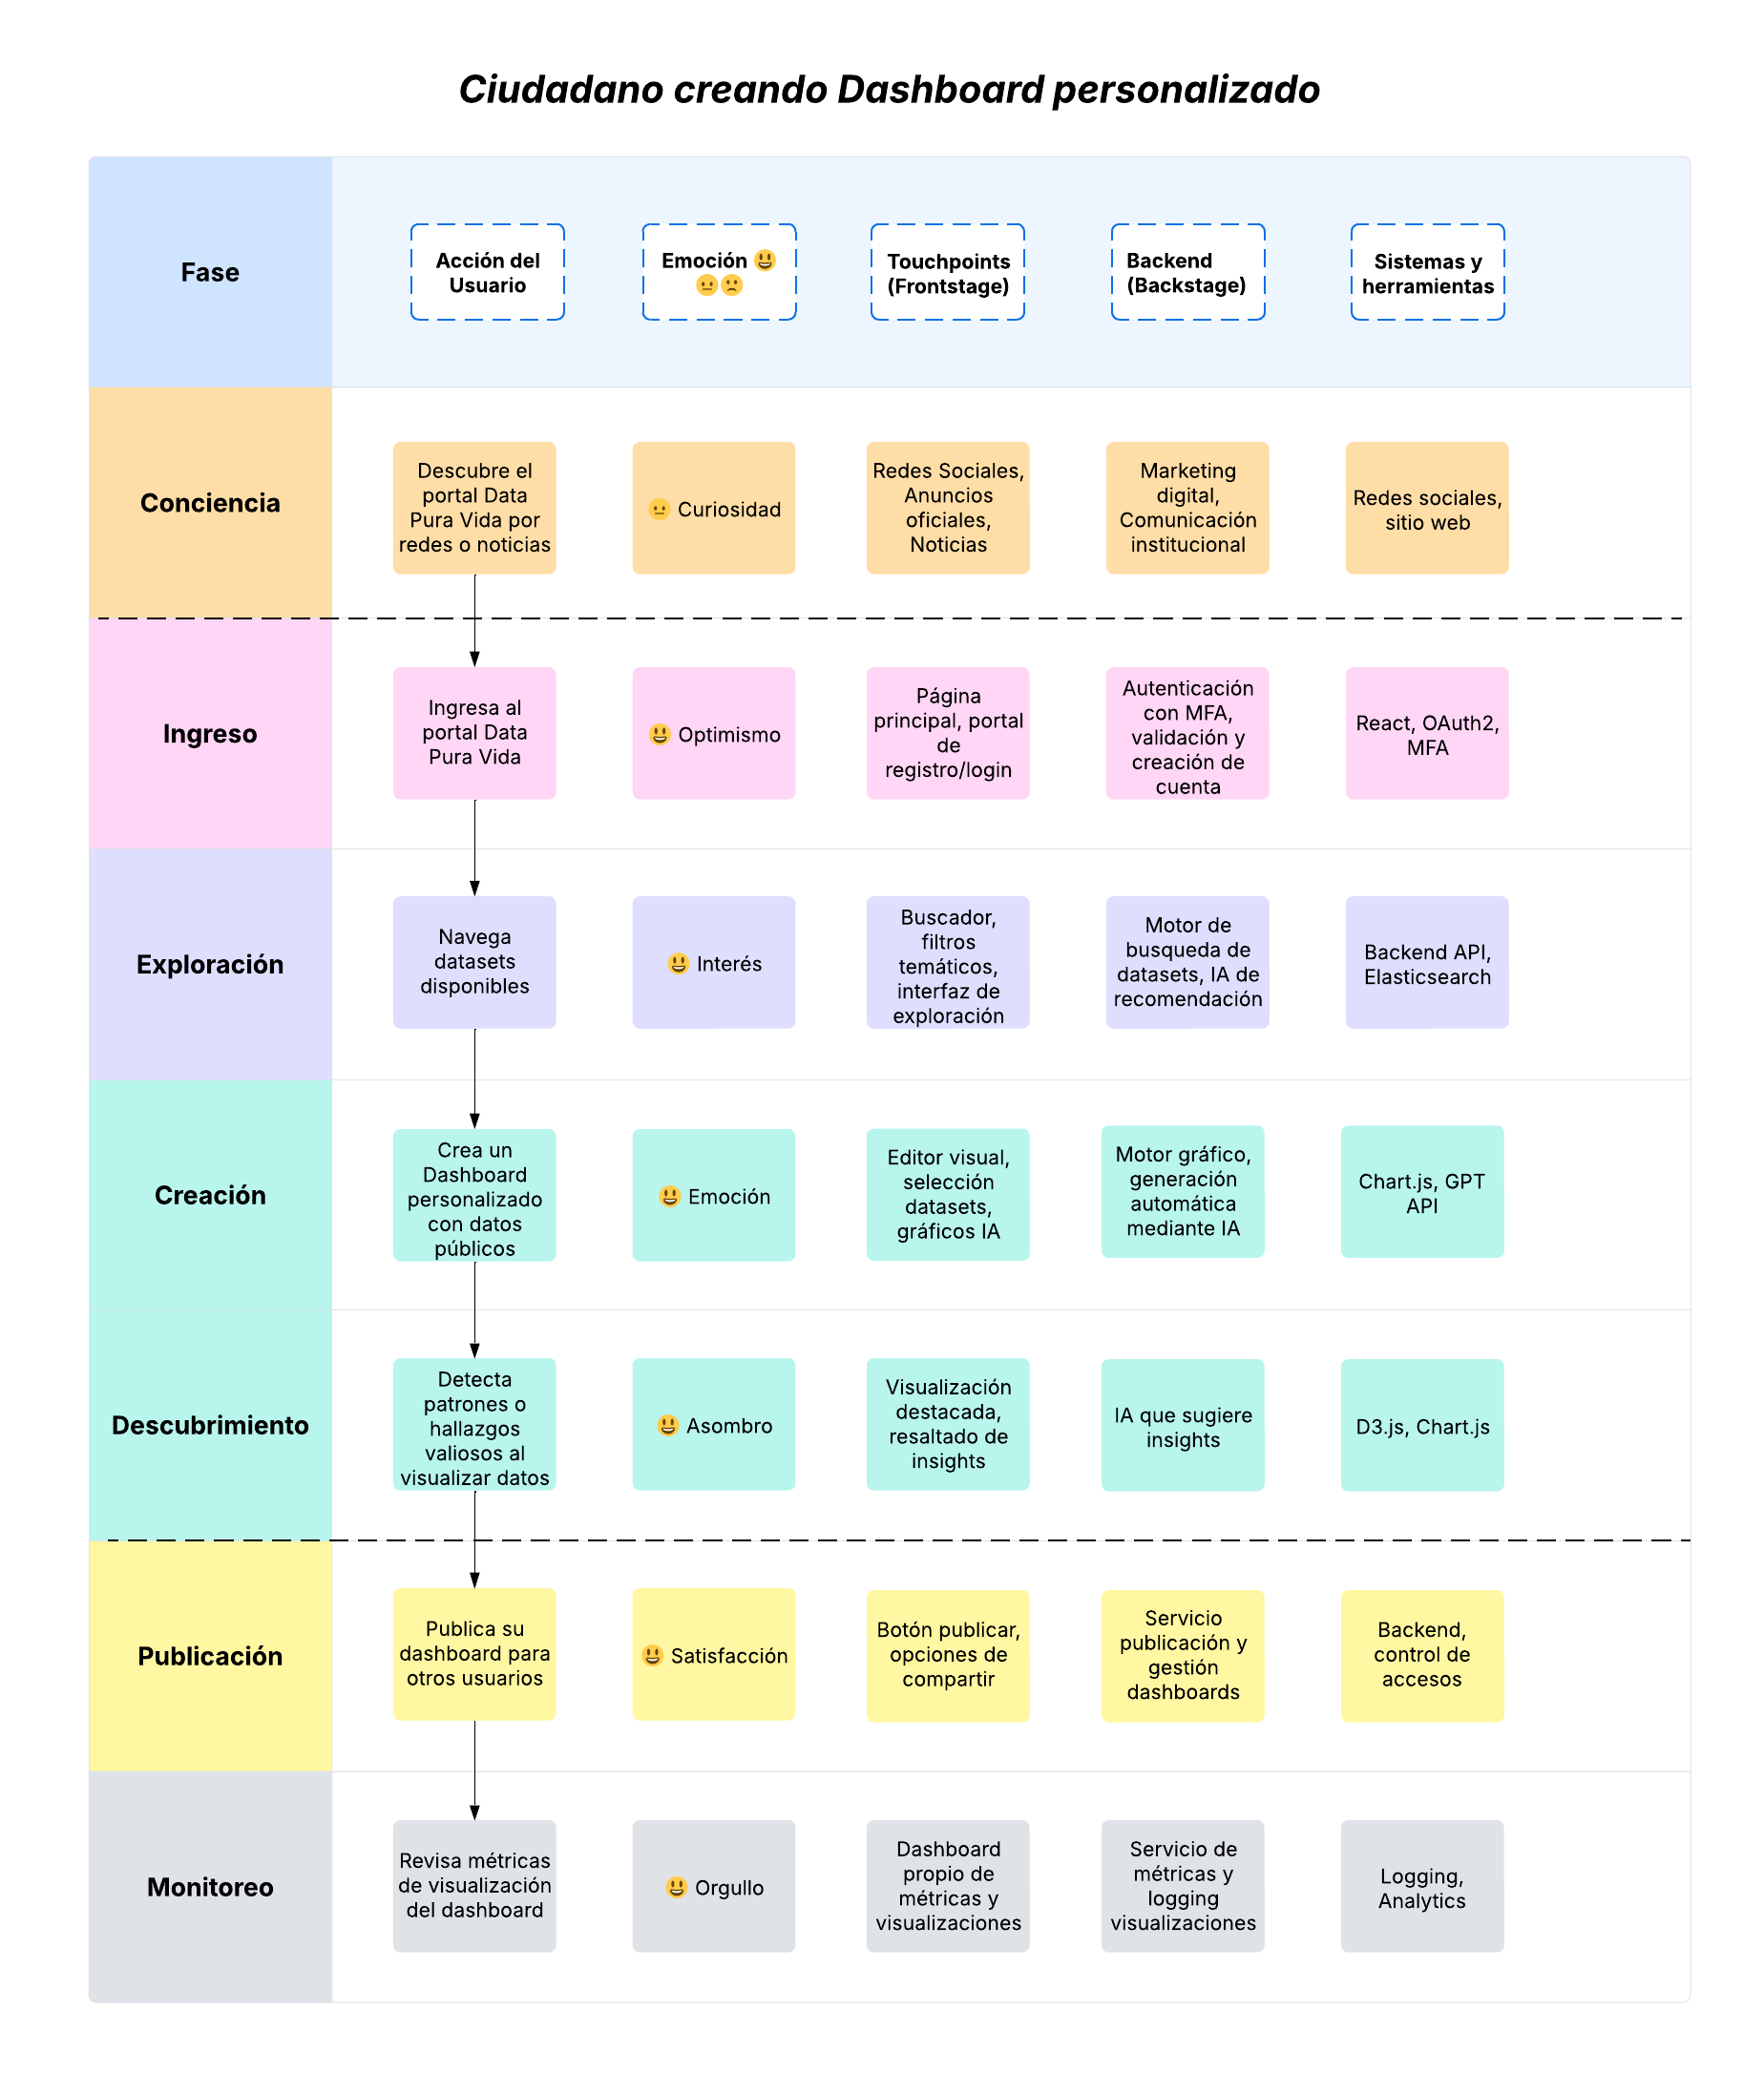 Ciudadano creando Dashboard personalizado
Fase
Acción del
Usuario
Emoción 😃
😐🙁
Touchpoints
(Frontstage)
Backend
(Backstage)
Sistemas y
herramientas
Conciencia
Descubre el
portal Data
Pura Vida por
redes o noticias
😐 Curiosidad
Redes Sociales,
Anuncios
oficiales,
Noticias
Marketing
digital,
Comunicación
institucional
Redes sociales,
sitio web
Ingreso
Ingresa al
portal Data
Pura Vida
😃 Optimismo
Página
principal, portal
de
registro/login
Autenticación
con MFA,
validación y
creación de
cuenta
React, OAuth2,
MFA
Exploración
Navega
datasets
disponibles
😃 Interés
Buscador,
filtros
temáticos,
interfaz de
exploración
Motor de
busqueda de
datasets, IA de
recomendación
Backend API,
Elasticsearch
Creación
Crea un
Dashboard
personalizado
con datos
públicos
😃 Emoción
Editor visual,
selección
datasets,
gráficos IA
Motor gráfico,
generación
automática
mediante IA
Chart.js, GPT
API
Descubrimiento
Detecta
patrones o
hallazgos
valiosos al
visualizar datos
😃 Asombro
Visualización
destacada,
resaltado de
insights
IA que sugiere
insights
D3.js, Chart.js
Publicación
Publica su
dashboard para
otros usuarios
😃 Satisfacción
Botón publicar,
opciones de
compartir
Servicio
publicación y
gestión
dashboards
Backend,
control de
accesos
Monitoreo
Revisa métricas
de visualización
del dashboard
😃 Orgullo
Dashboard
propio de
métricas y
visualizaciones
Servicio de
métricas y
logging
visualizaciones
Logging,
Analytics